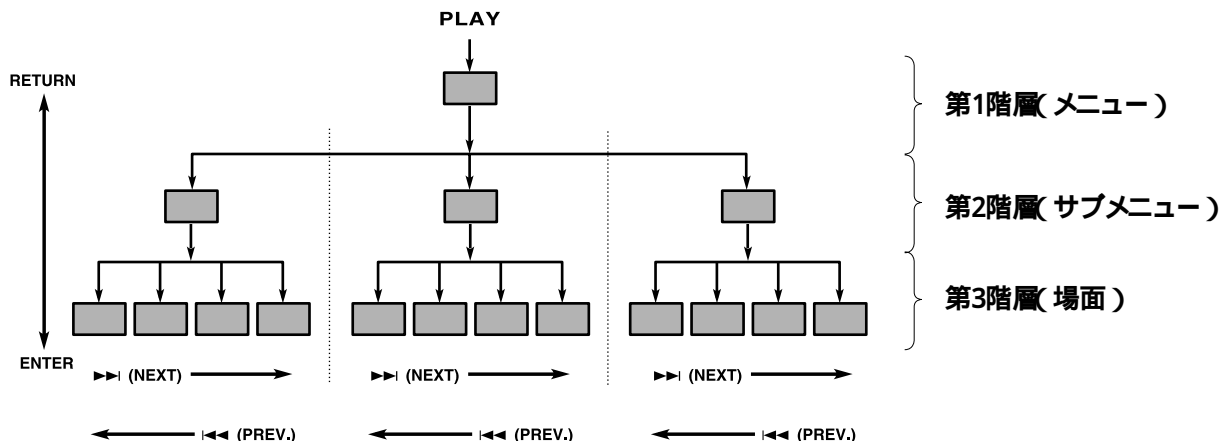 PLAY
RETURN
第1階層(メニュー)
第2階層(サブメニュー)
第3階層(場面)
ENTER
▶▶| (NEXT)
▶▶| (NEXT)
▶▶| (NEXT)
|◀◀ (PREV.)
|◀◀ (PREV.)
|◀◀ (PREV.)